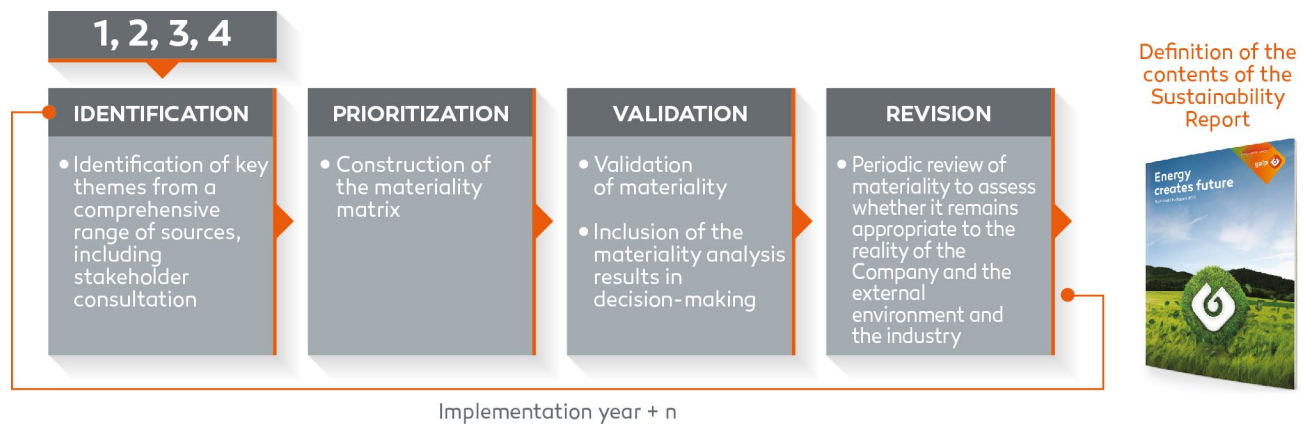 1, 2, 3, 4
IDENTIFICATION
• Identification of key
themes from a
comprehensive
range of sources,
including
stakeholder
consultation
PRIORITIZATION
• Construction of
the materiality
matrix
VALIDATION
• Validation
of materiality
• Inclusion of the
materiality analysis
results in
decision-making
REVISION
• Periodic review of
materiality to assess
whether it remains
appropriate to the
reality of the
Company and the
external
environment and
the industry
Definition of the
contents of the
Sustainability
Report
galp
Energy
creates future
Implementation year + n